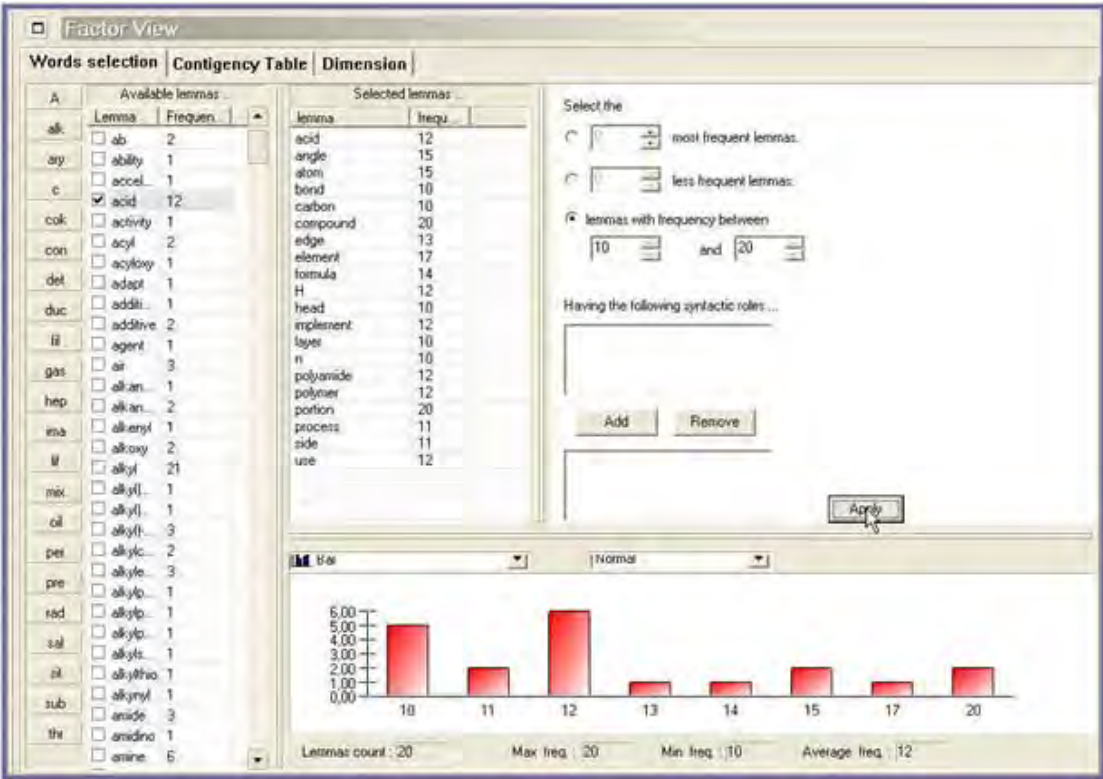 Factor View
Words selection Contigency Table Dimension
A
alk.
ary
c
cok
con
det
duc
fil
gas
hep
ima
lif
mix
oil
per
pre
rad
sal
sil
sub
thr
Available lemmas ...
Lemma Frequen...
ab 2
ability 1
accel... 1
acid 12
activity 1
acyl 2
acyloxy 1
adapt 1
additi... 1
additive 2
agent 1
air 3
alkan... 1
alkan... 2
alkenyl 1
alkoxy 2
alkyl 21
alkyl(... 1
alkyl(... 1
alkyl(-... 3
alkylc... 2
alkyle... 3
alkylp... 1
alkylp... 1
alkylp... 1
alkyls... 1
alkylthio 1
alkynyl 1
amide 3
amidino 1
amine 6
Selected lemmas ...
lemma frequ...
acid 12
angle 15
atom 15
bond 10
carbon 10
compound 20
edge 13
element 17
formula 14
H 12
head 10
implement 12
layer 10
n 10
polyamide 12
polymer 12
portion 20
process 11
side 11
use 12
Select the
0 most frequent lemmas.
0 less frequent lemmas.
lemmas with frequency between
10 and 20
Having the following syntactic roles ...
Add Remove
Apply
Bar Normal
6,00
5,00
4,00
3,00
2,00
1,00
0,00
10 11 12 13 14 15 17 20
Lemmas count : 20 Max freq. : 20 Min freq. : 10 Average freq. : 12